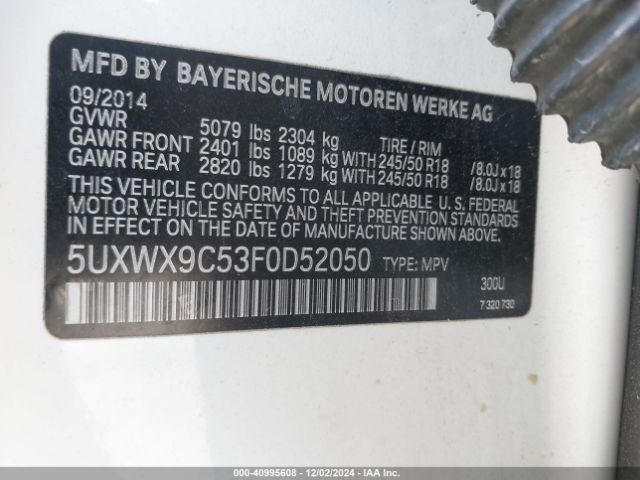 MFD BY BAYERISCHE MOTOREN WERKE AG
09/2014
GVWR 5079 lbs 2304 kg TIRE / RIM
GAWR FRONT 2401 lbs 1089 kg WITH 245/50 R18 / 8.0J x 18
GAWR REAR 2820 lbs 1279 kg WITH 245/50 R18 / 8.0J x 18
THIS VEHICLE CONFORMS TO ALL APPLICABLE U. S. FEDERAL
MOTOR VEHICLE SAFETY AND THEFT PREVENTION STANDARDS
IN EFFECT ON THE DATE OF MANUFACTURE SHOWN ABOVE.
5UXWX9C53F0D52050 TYPE: MPV
300U
7 320 730
000-40995608 - 12/02/2024 - IAA Inc.